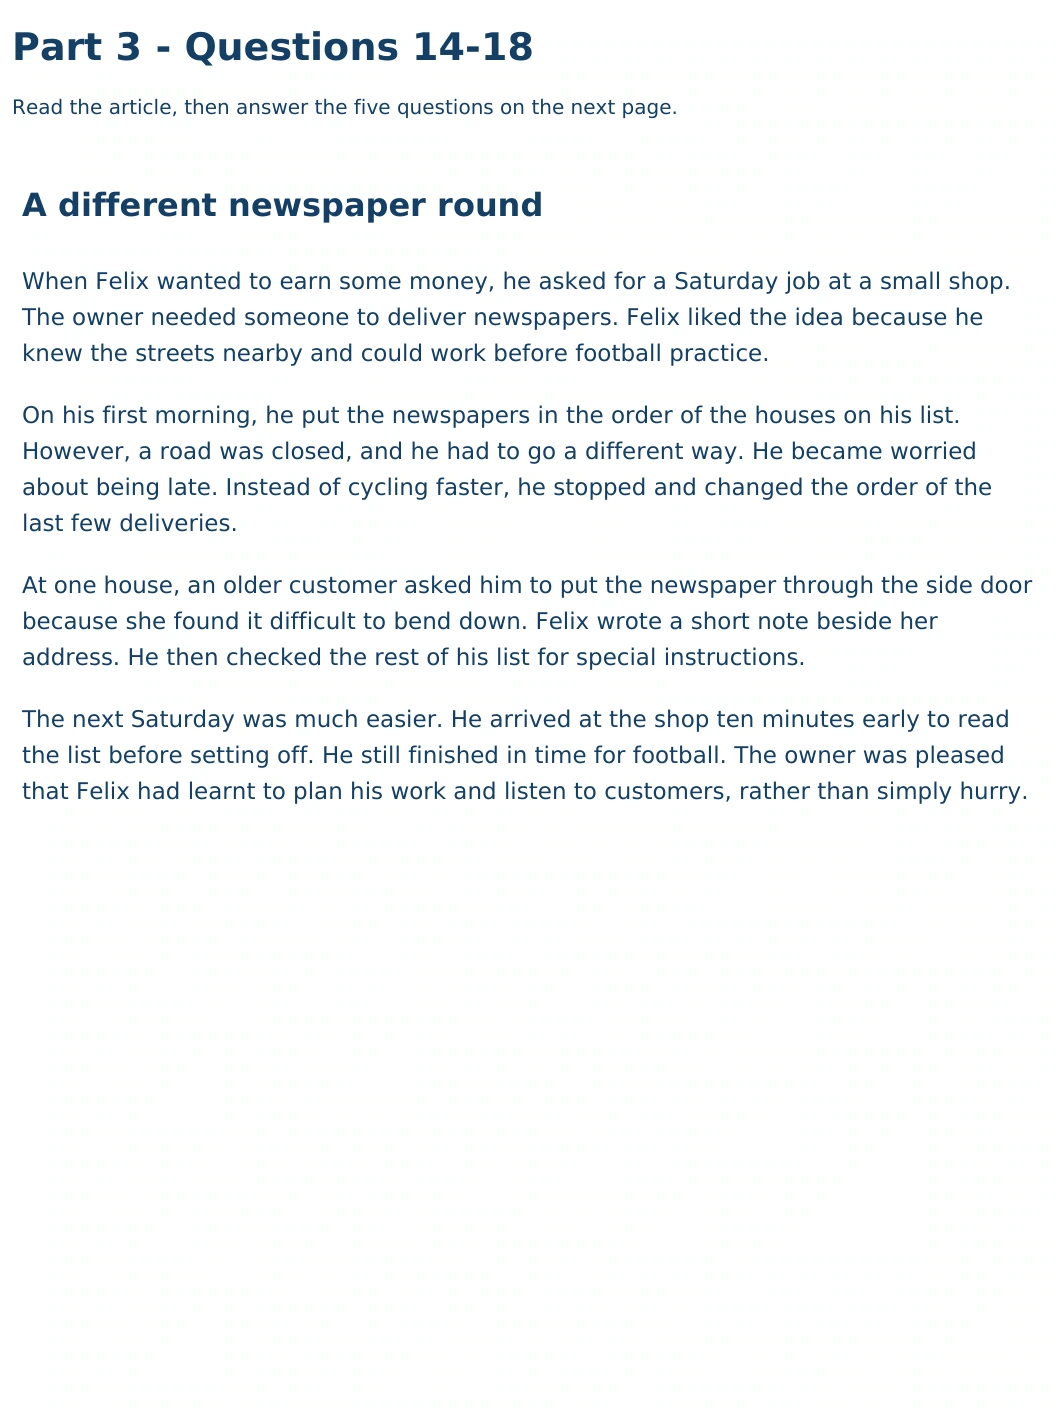 Part 3 - Questions 14-18
Read the article, then answer the five questions on the next page.
A different newspaper round
When Felix wanted to earn some money, he asked for a Saturday job at a small shop.
The owner needed someone to deliver newspapers. Felix liked the idea because he
knew the streets nearby and could work before football practice.
On his first morning, he put the newspapers in the order of the houses on his list.
However, a road was closed, and he had to go a different way. He became worried
about being late. Instead of cycling faster, he stopped and changed the order of the
last few deliveries.
At one house, an older customer asked him to put the newspaper through the side door
because she found it difficult to bend down. Felix wrote a short note beside her
address. He then checked the rest of his list for special instructions.
The next Saturday was much easier. He arrived at the shop ten minutes early to read
the list before setting off. He still finished in time for football. The owner was pleased
that Felix had learnt to plan his work and listen to customers, rather than simply hurry.